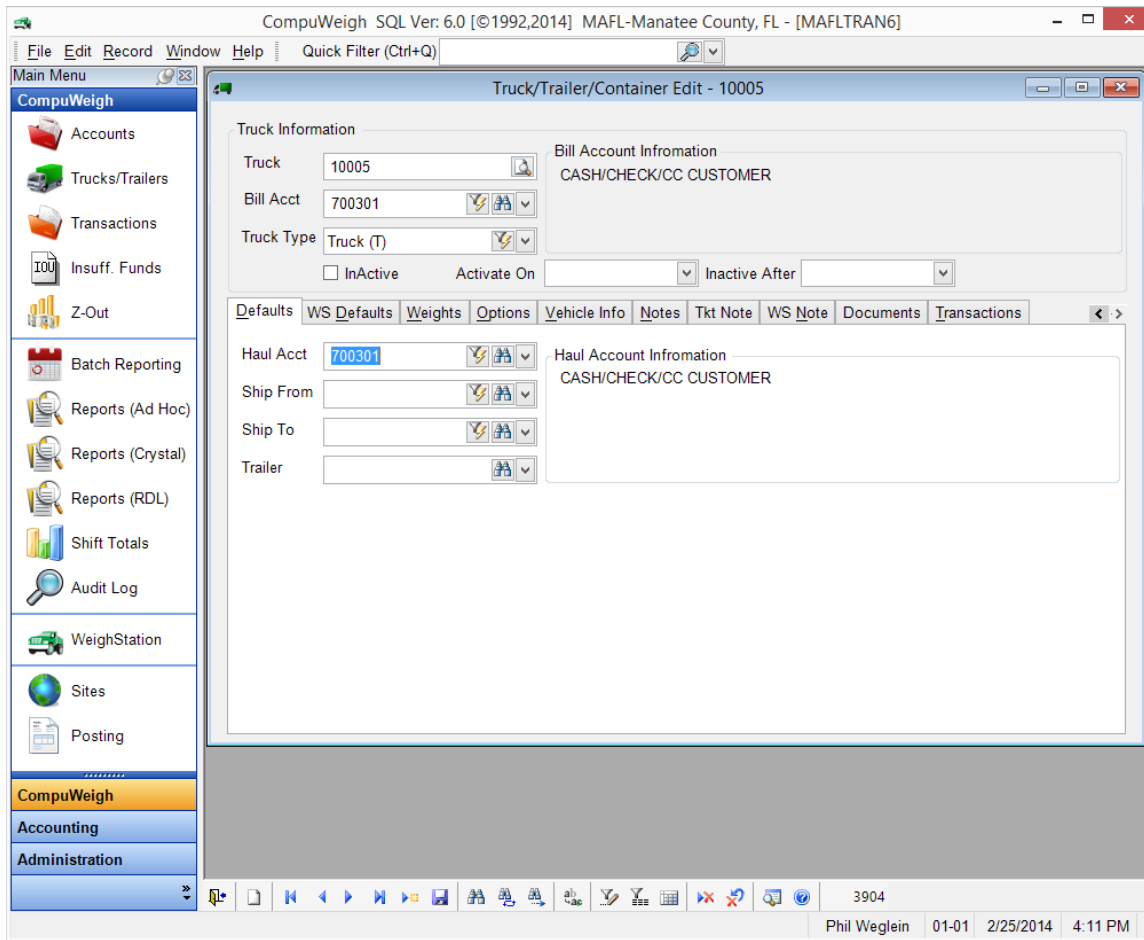 CompuWeigh SQL Ver: 6.0 [©1992,2014] MAFL-Manatee County, FL - [MAFLTRAN6]
File Edit Record Window Help Quick Filter (Ctrl+Q)
Main Menu
CompuWeigh
Accounts
Trucks/Trailers
Transactions
IOU
Insuff. Funds
Z-Out
Batch Reporting
Reports (Ad Hoc)
Reports (Crystal)
Reports (RDL)
Shift Totals
Audit Log
WeighStation
Sites
Posting
CompuWeigh
Accounting
Administration
Truck/Trailer/Container Edit - 10005
Truck Information
Truck 10005
Bill Acct 700301
Truck Type Truck (T)
Bill Account Infromation
CASH/CHECK/CC CUSTOMER
InActive Activate On Inactive After
Defaults WS Defaults Weights Options Vehicle Info Notes Tkt Note WS Note Documents Transactions
Haul Acct 700301
Ship From
Ship To
Trailer
Haul Account Infromation
CASH/CHECK/CC CUSTOMER
3904
Phil Weglein 01-01 2/25/2014 4:11 PM